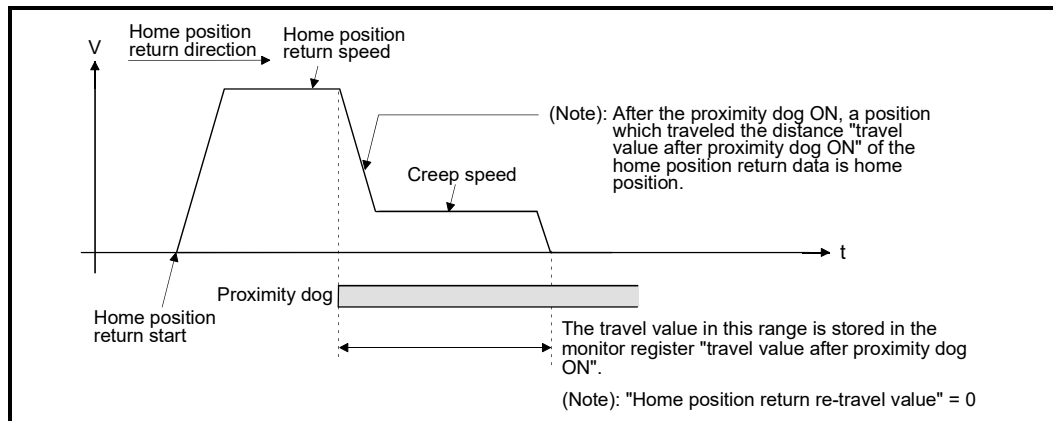 Home position
return direction
Home position
return speed
V
(Note): After the proximity dog ON, a position
which traveled the distance "travel
value after proximity dog ON" of the
home position return data is home
position.
Creep speed
t
Proximity dog
Home position
return start
The travel value in this range is stored in the
monitor register "travel value after proximity dog
ON".
(Note): "Home position return re-travel value" = 0